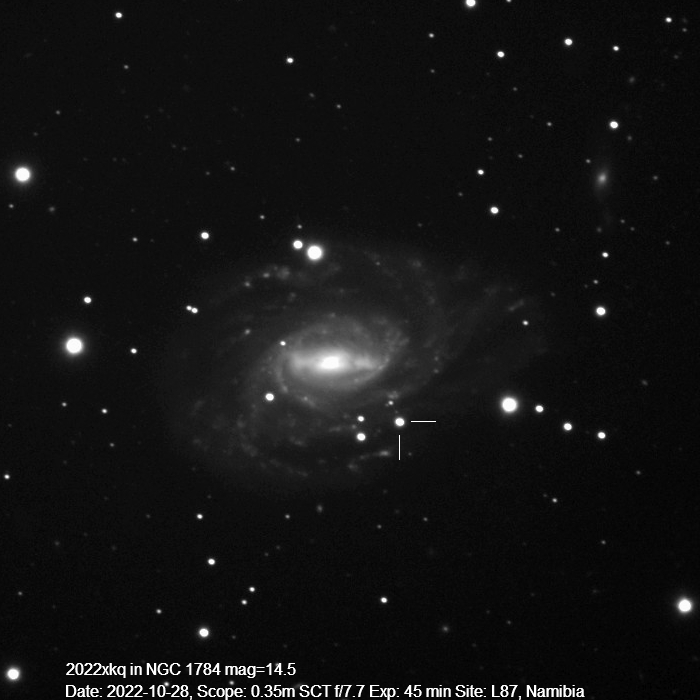 2022xkq in NGC 1784 mag=14.5
Date: 2022-10-28, Scope: 0.35m SCT f/7.7 Exp: 45 min Site: L87, Namibia